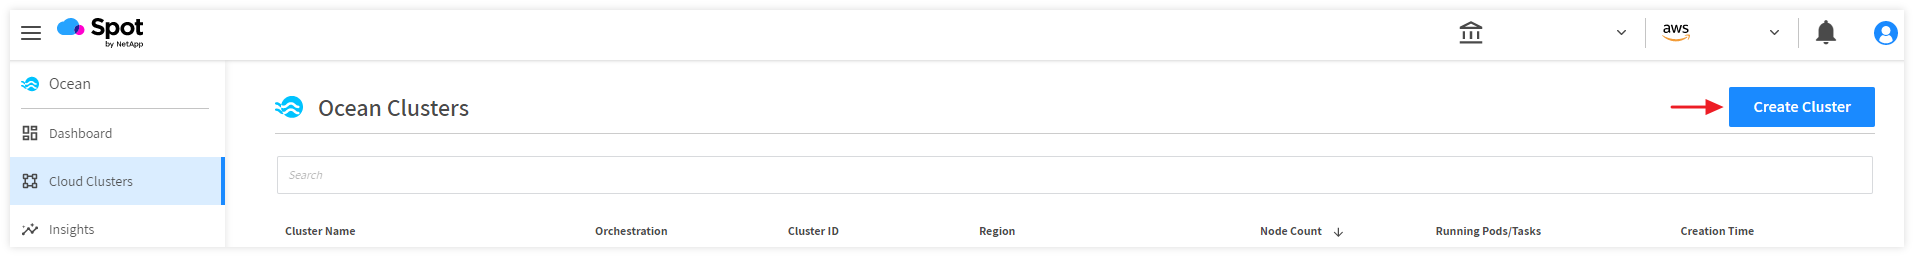 Spot
by NetApp
aws
Ocean
Dashboard
Cloud Clusters
Insights
Ocean Clusters
Create Cluster
Search
Cluster Name Orchestration Cluster ID Region Node Count Running Pods/Tasks Creation Time